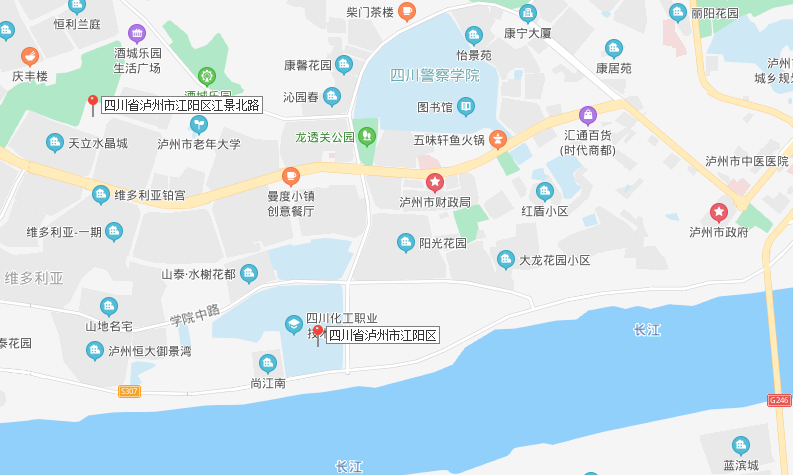 柴门茶楼
丽阳花园
恒利兰庭
康宁大厦
酒城乐园
生活广场
怡景苑
庆丰楼
康馨花园
四川警察学院
康居苑
泸州市
城乡规划
酒城乐园
四川省泸州市江阳区江景北路
沁园春
图书馆
龙透关公园
五味轩鱼火锅
汇通百货
(时代商都)
天立水晶城
泸州市老年大学
泸州市中医医院
维多利亚铂宫
曼度小镇
创意餐厅
泸州市财政局
红盾小区
维多利亚-一期
阳光花园
泸州市政府
大龙花园小区
维多利亚
山泰·水榭花都
学院中路
山地名宅
四川化工职业
四川省泸州市江阳区
长江
泰花园
泸州恒大御景湾
尚江南
S307
G246
长江
蓝滨城